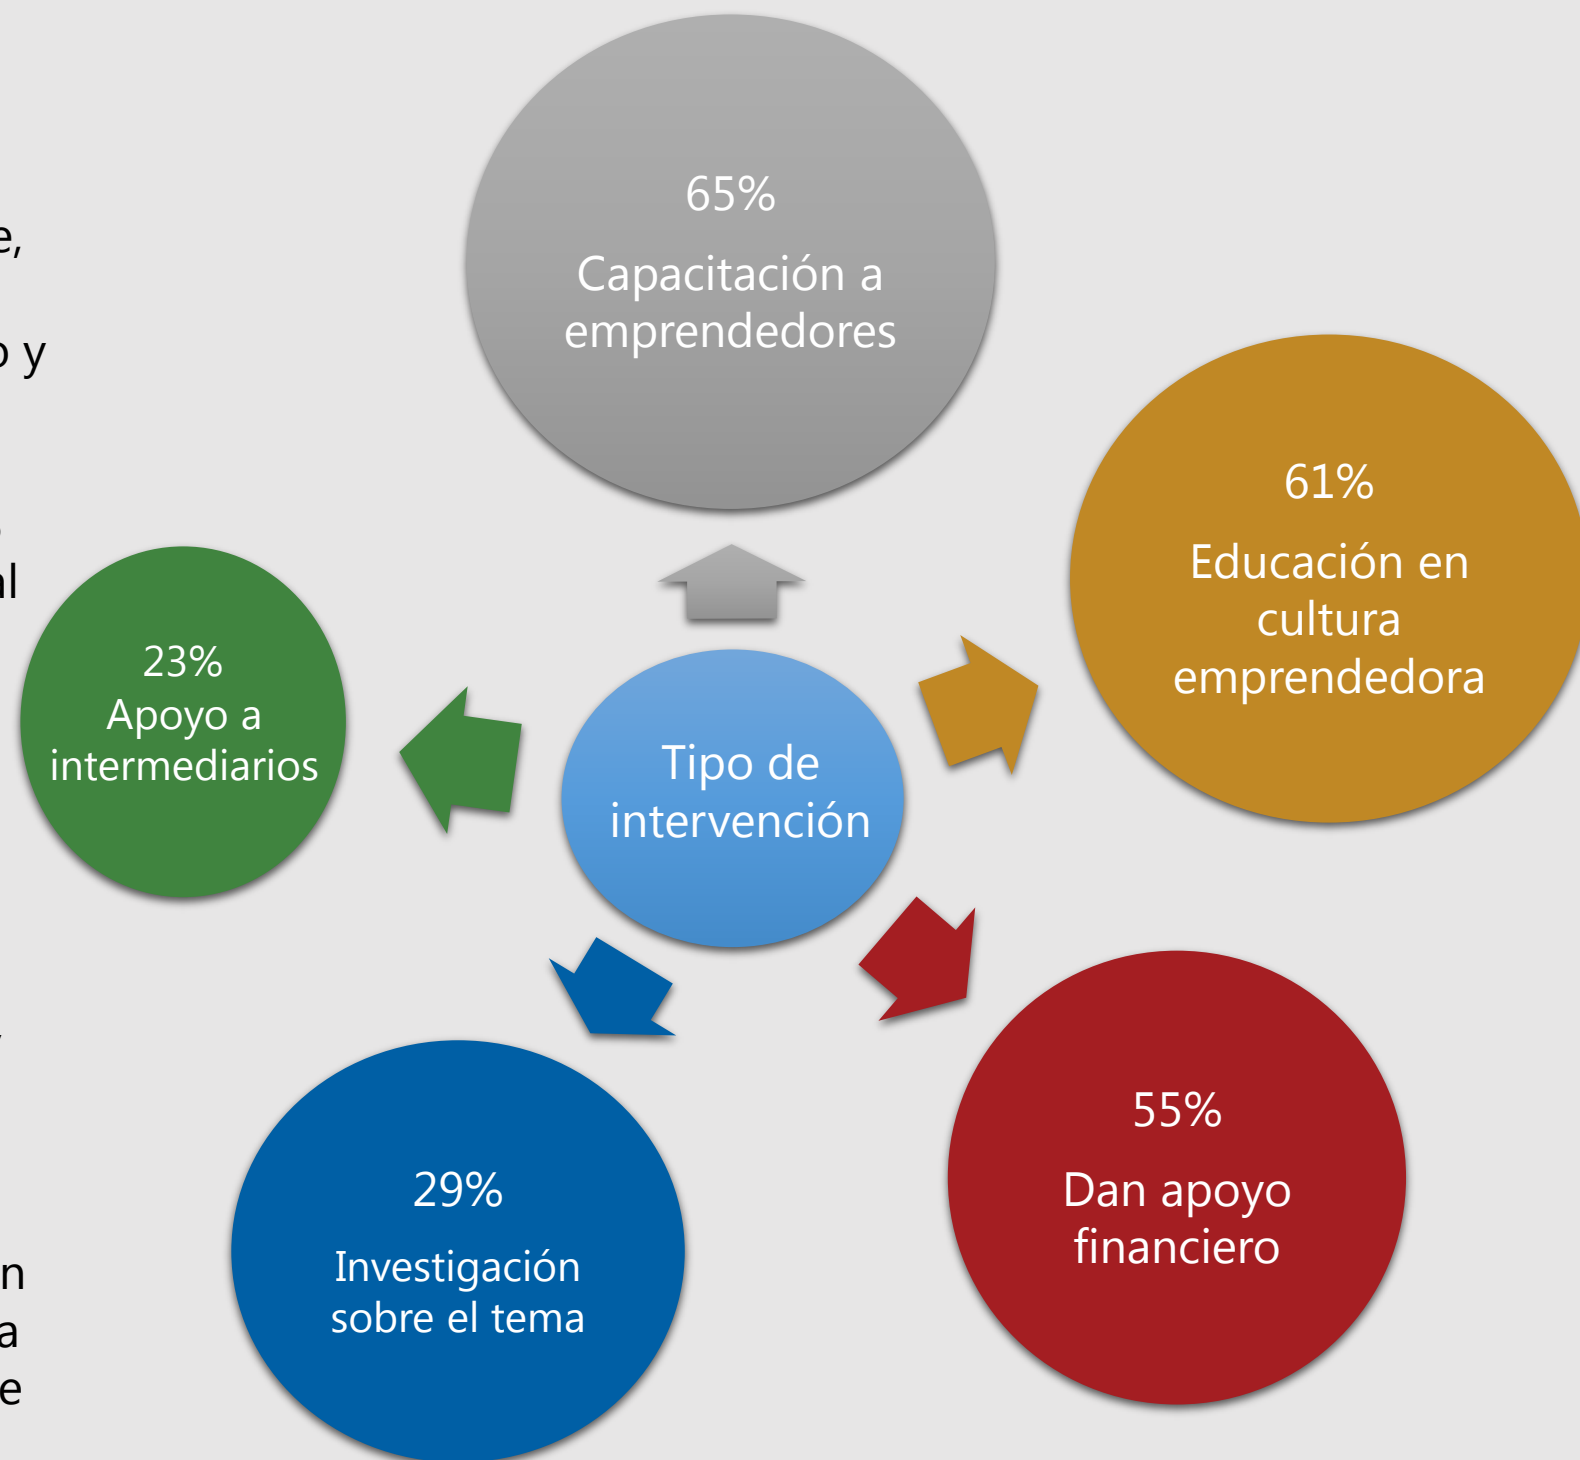 e,
o y
al
n
a
e
65%
Capacitación a
emprendedores
61%
Educación en
cultura
emprendedora
55%
Dan apoyo
financiero
29%
Investigación
sobre el tema
23%
Apoyo a
intermediarios
Tipo de
intervención